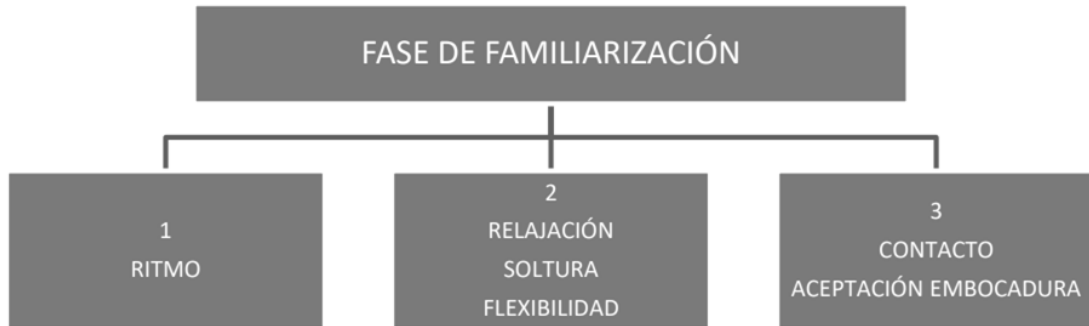 FASE DE FAMILIARIZACIÓN
1
RITMO
2
RELAJACIÓN
SOLTURA
FLEXIBILIDAD
3
CONTACTO
ACEPTACIÓN EMBOCADURA